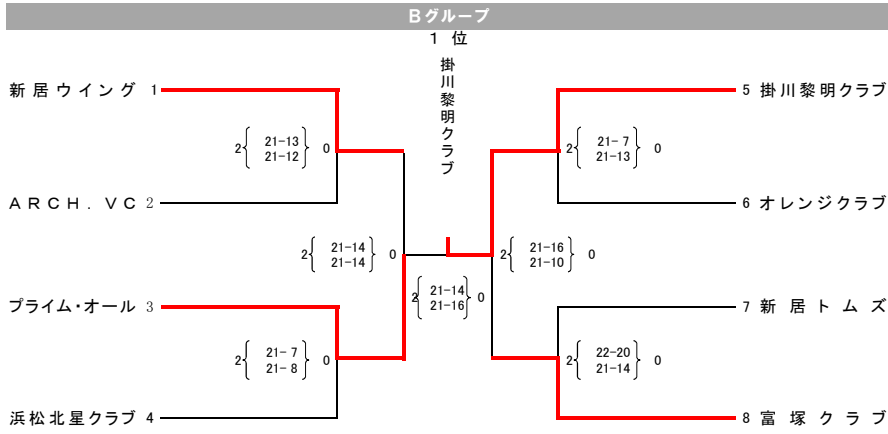 Bグループ
1 位
掛川黎明クラブ
新居ウイング 1
5 掛川黎明クラブ
2 21-13 0
21-12
2 21- 7 0
21-13
ARCH.VC 2
6 オレンジクラブ
2 21-14 0
21-14
2 21-16 0
21-10
2 21-14 0
21-16
プライム・オール 3
7 新居トムズ
2 21- 7 0
21- 8
2 22-20 0
21-14
浜松北星クラブ 4
8 富塚クラブ